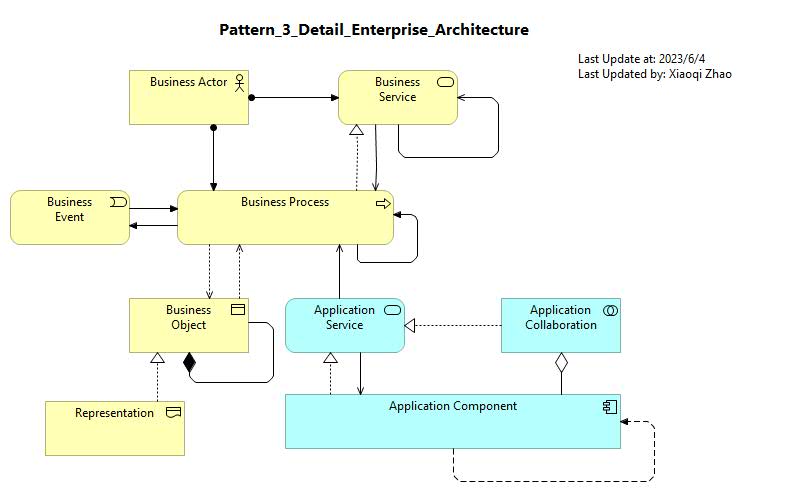 Pattern_3_Detail_Enterprise_Architecture
Last Update at: 2023/6/4
Last Updated by: Xiaoqi Zhao
Business Actor
Business
Service
Business
Event
Business Process
Business
Object
Application
Service
Application
Collaboration
Representation
Application Component